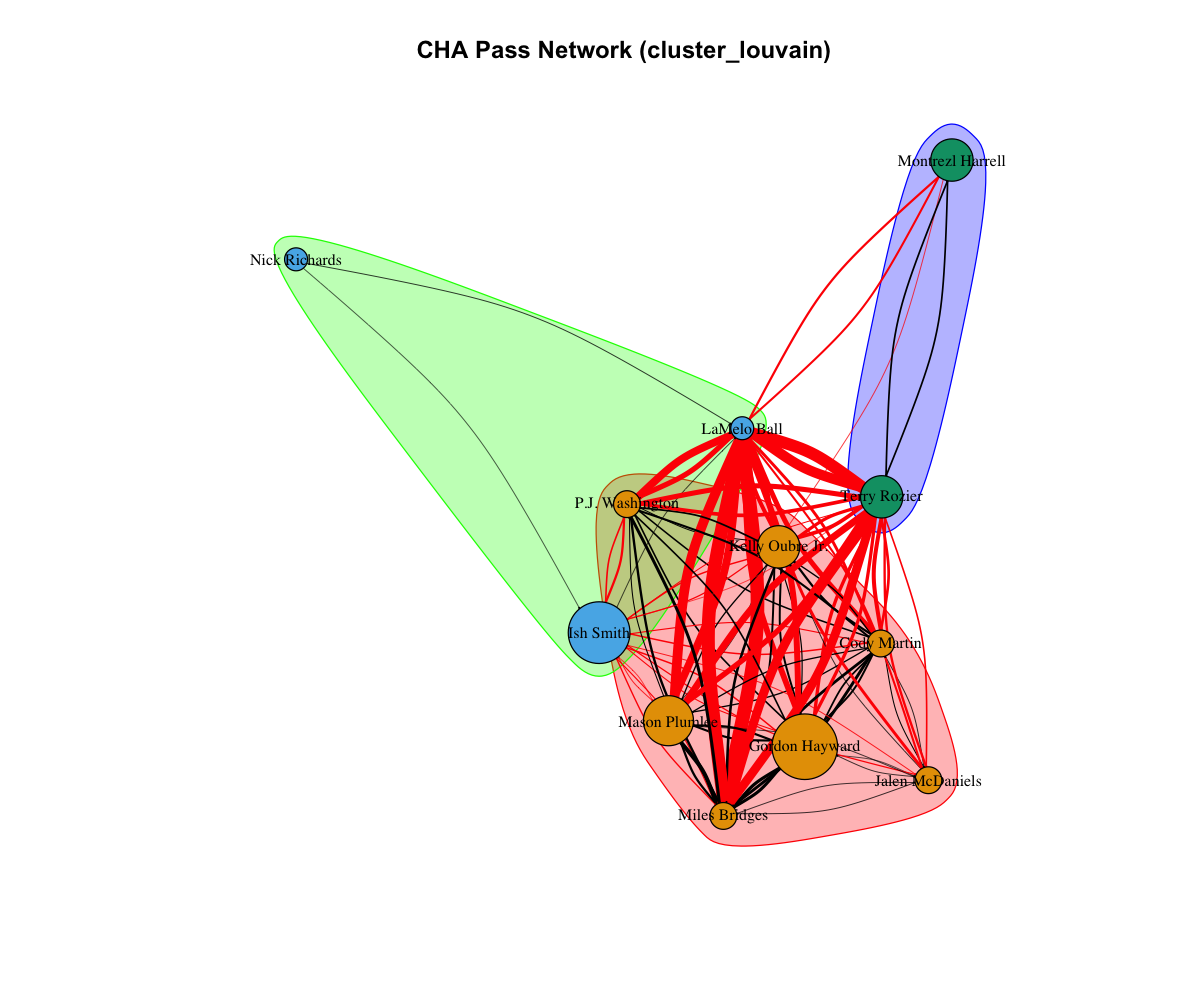 CHA Pass Network (cluster_louvain)
Montrezl Harrell
Nick Richards
LaMelo Ball
Terry Rozier
P.J. Washington
Kelly Oubre Jr.
Ish Smith
Cody Martin
Mason Plumlee
Gordon Hayward
Jalen McDaniels
Miles Bridges